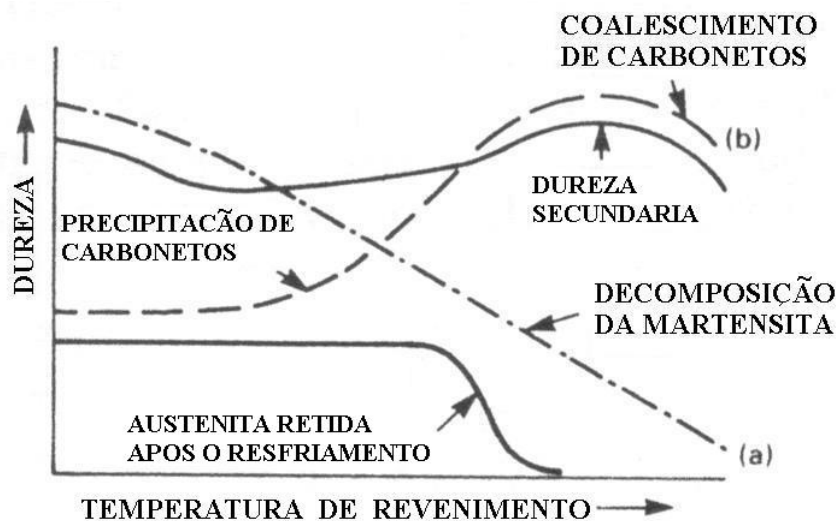 COALESCIMENTO
DE CARBONETOS
(b)
DUREZA
DUREZA
SECUNDARIA
PRECIPITACÃO DE
CARBONETOS
DECOMPOSIÇÃO
DA MARTENSITA
AUSTENITA RETIDA
APOS O RESFRIAMENTO
(a)
TEMPERATURA DE REVENIMENTO